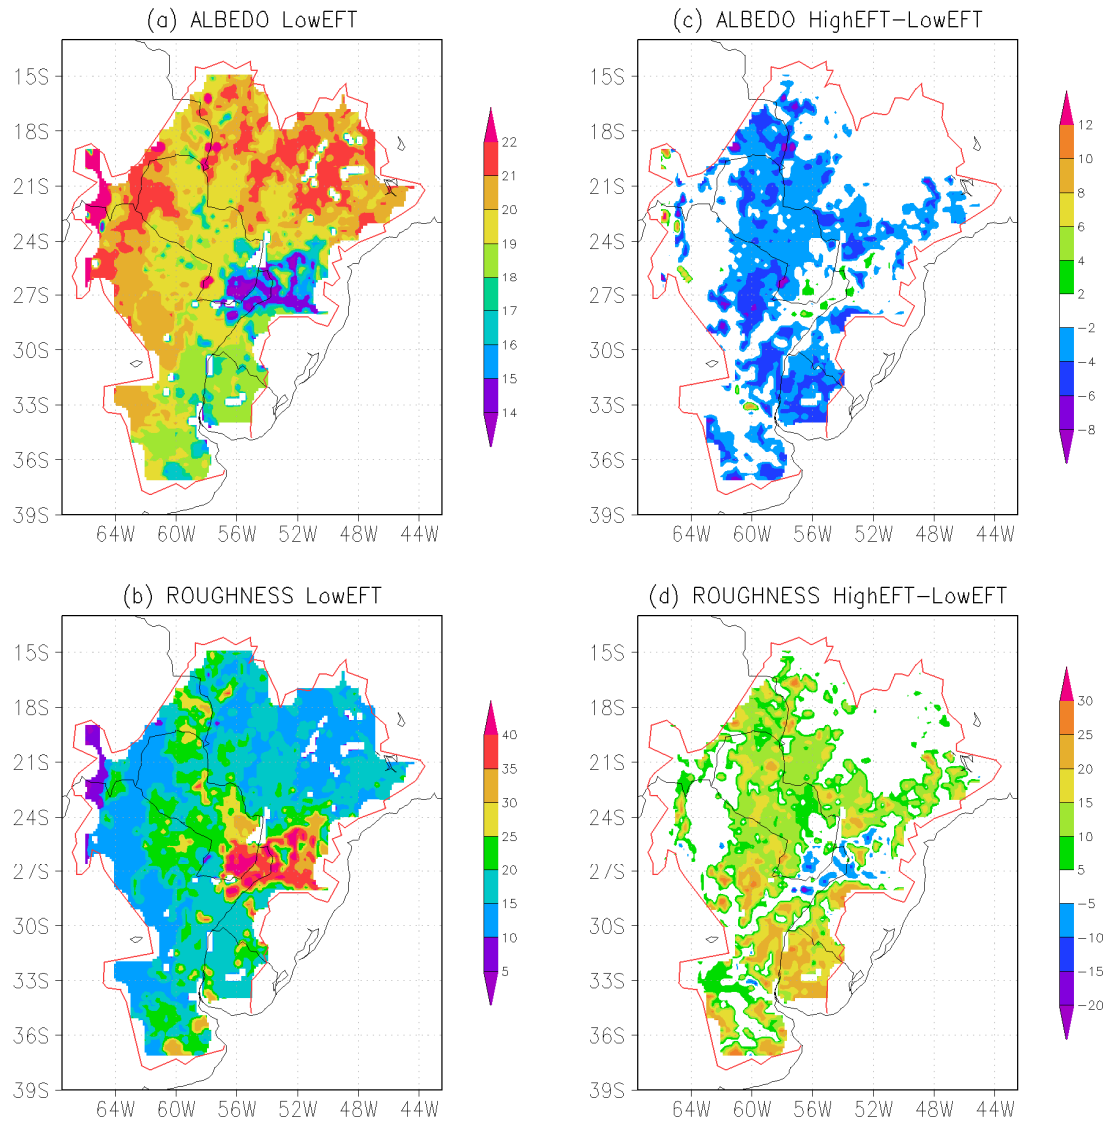 (a) ALBEDO LowEFT
15S
18S
21S
24S
27S
30S
33S
36S
39S
64W 60W 56W 52W 48W 44W
22
21
20
19
18
17
16
15
14
(c) ALBEDO HighEFT-LowEFT
15S
18S
21S
24S
27S
30S
33S
36S
39S
64W 60W 56W 52W 48W 44W
12
10
8
6
4
2
-2
-4
-6
-8
(b) ROUGHNESS LowEFT
15S
18S
21S
24S
27S
30S
33S
36S
39S
64W 60W 56W 52W 48W 44W
40
35
30
25
20
15
10
5
(d) ROUGHNESS HighEFT-LowEFT
15S
18S
21S
24S
27S
30S
33S
36S
39S
64W 60W 56W 52W 48W 44W
30
25
20
15
10
5
-5
-10
-15
-20